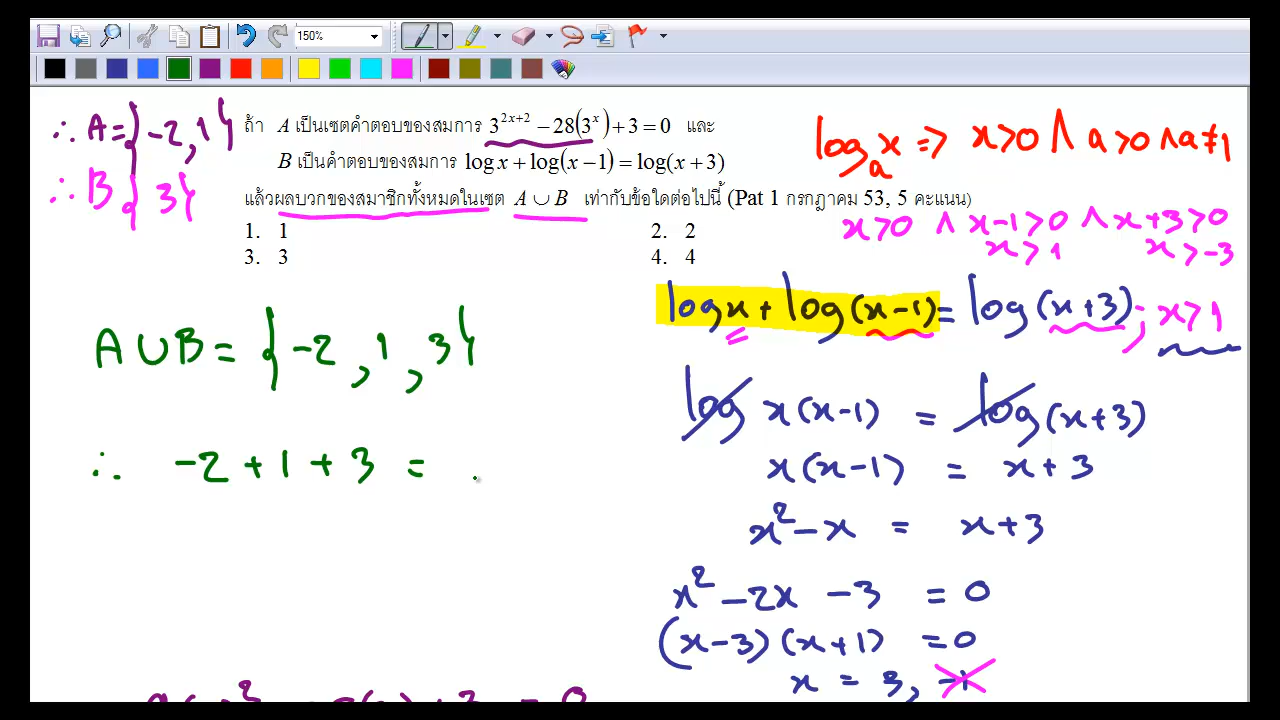 150%
∴ A={-2,1}
∴ B{3}
ถ้า A เป็นเซตคำตอบของสมการ 3^{2x+2} − 28(3^x) + 3 = 0 และ
B เป็นคำตอบของสมการ log x + log(x − 1) = log(x + 3)
แล้วผลบวกของสมาชิกทั้งหมดในเซต A ∪ B เท่ากับข้อใดต่อไปนี้ (Pat 1 กรกฎาคม 53, 5 คะแนน)
1. 1
2. 2
3. 3
4. 4
log_a x ⇒ x>0 ∧ a>0 ∧ a≠1
x>0 ∧ x-1>0 ∧ x+3>0
x>1 x>-3
log x + log(x-1) = log(x+3) ; x>1
log x(x-1) = log(x+3)
x(x-1) = x+3
x²-x = x+3
x²-2x-3 = 0
(x-3)(x+1) = 0
x = 3, -1
A∪B = {-2, 1, 3}
∴ -2+1+3 =